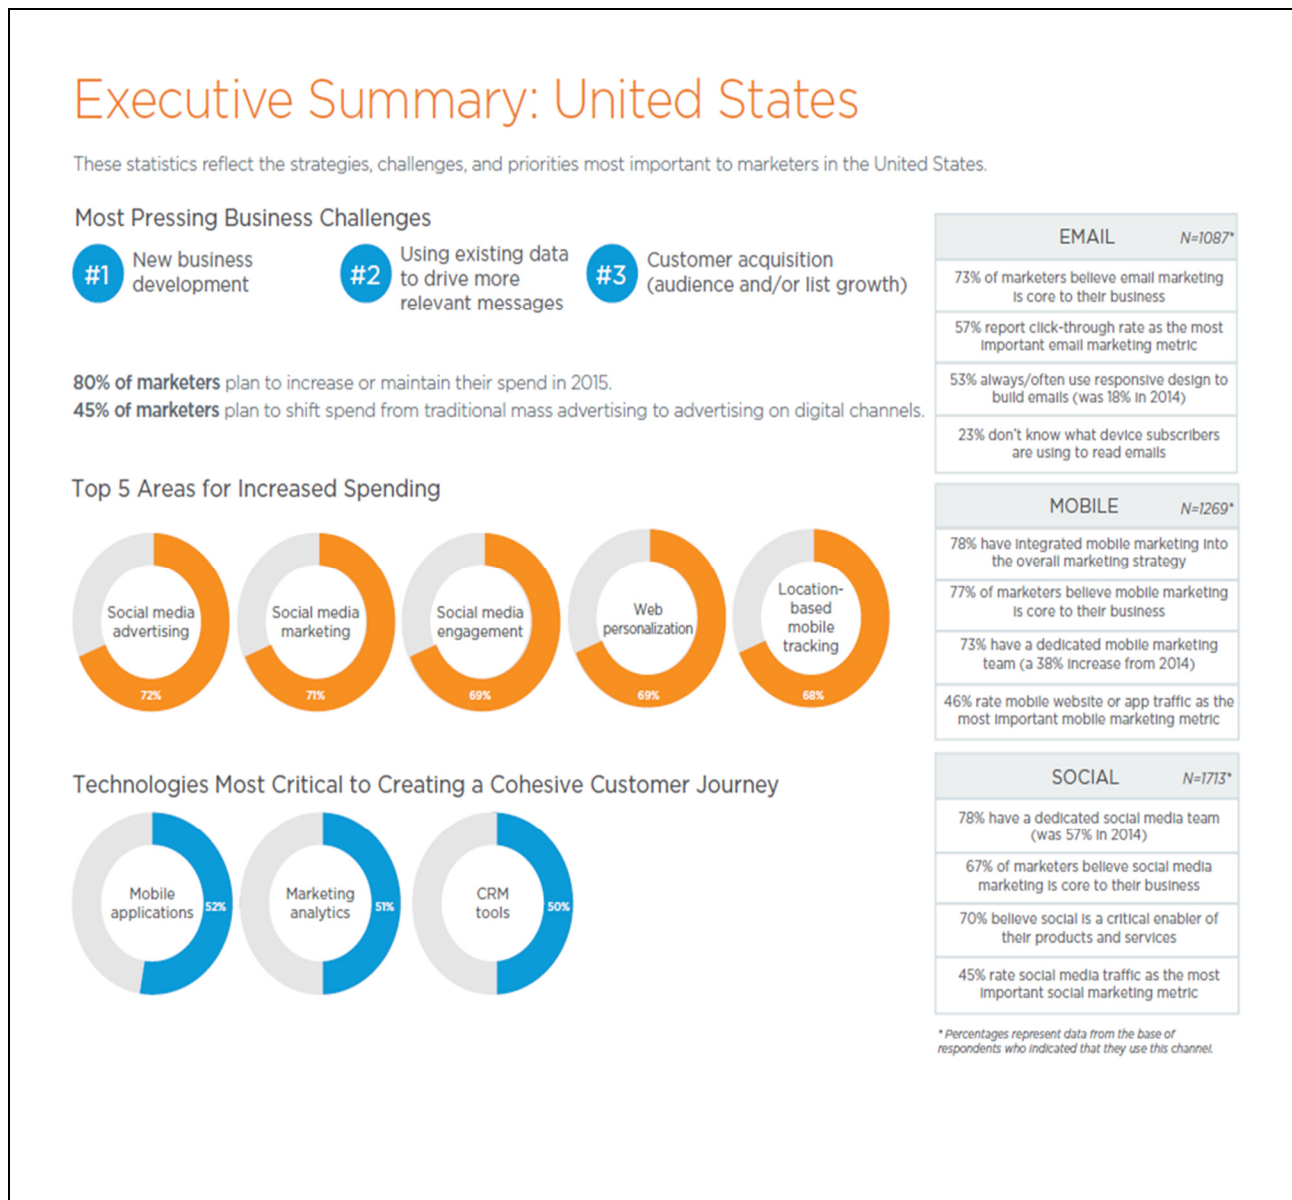 Executive Summary: United States
These statistics reflect the strategies, challenges, and priorities most important to marketers in the United States.
Most Pressing Business Challenges
#1
New business
development
#2
Using existing data
to drive more
relevant messages
#3
Customer acquisition
(audience and/or list growth)
80% of marketers plan to increase or maintain their spend in 2015.
45% of marketers plan to shift spend from traditional mass advertising to advertising on digital channels.
Top 5 Areas for Increased Spending
Social media
advertising
72%
Social media
marketing
71%
Social media
engagement
69%
Web
personalization
69%
Location-
based
mobile
tracking
68%
Technologies Most Critical to Creating a Cohesive Customer Journey
Mobile
applications
52%
Marketing
analytics
51%
CRM
tools
50%
EMAIL N=1087*
73% of marketers believe email marketing
is core to their business
57% report click-through rate as the most
important email marketing metric
53% always/often use responsive design to
build emails (was 18% in 2014)
23% don't know what device subscribers
are using to read emails
MOBILE N=1269*
78% have integrated mobile marketing into
the overall marketing strategy
77% of marketers believe mobile marketing
is core to their business
73% have a dedicated mobile marketing
team (a 38% increase from 2014)
46% rate mobile website or app traffic as the
most important mobile marketing metric
SOCIAL N=1713*
78% have a dedicated social media team
(was 57% in 2014)
67% of marketers believe social media
marketing is core to their business
70% believe social is a critical enabler of
their products and services
45% rate social media traffic as the most
important social marketing metric
* Percentages represent data from the base of
respondents who indicated that they use this channel.